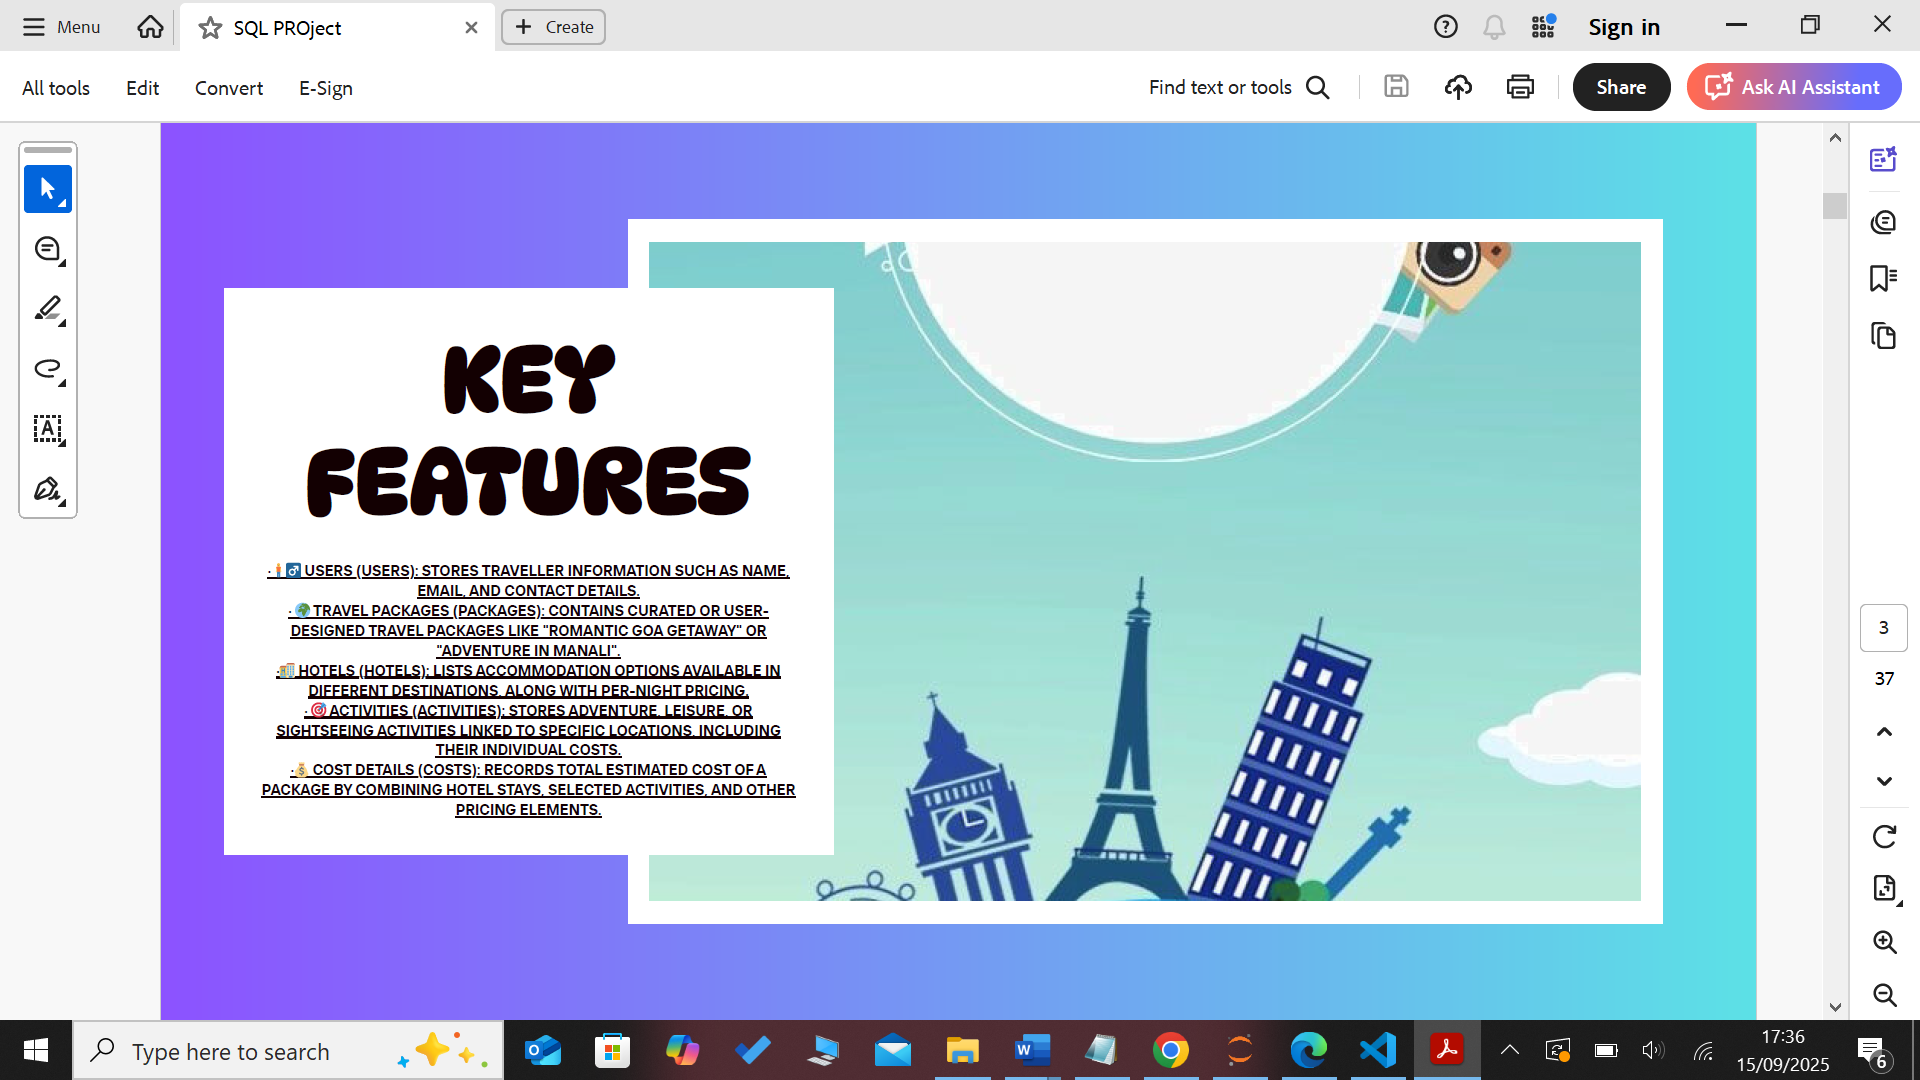 Menu
SQL PROject
Create
Sign in
All tools
Edit
Convert
E-Sign
Find text or tools
Share
Ask AI Assistant
KEY
FEATURES
·🧍‍♂️ USERS (USERS): STORES TRAVELLER INFORMATION SUCH AS NAME,
EMAIL, AND CONTACT DETAILS.
· 🌍 TRAVEL PACKAGES (PACKAGES): CONTAINS CURATED OR USER-
DESIGNED TRAVEL PACKAGES LIKE "ROMANTIC GOA GETAWAY" OR
"ADVENTURE IN MANALI".
·🏨 HOTELS (HOTELS): LISTS ACCOMMODATION OPTIONS AVAILABLE IN
DIFFERENT DESTINATIONS, ALONG WITH PER-NIGHT PRICING.
· 🎯 ACTIVITIES (ACTIVITIES): STORES ADVENTURE, LEISURE, OR
SIGHTSEEING ACTIVITIES LINKED TO SPECIFIC LOCATIONS, INCLUDING
THEIR INDIVIDUAL COSTS.
·💰 COST DETAILS (COSTS): RECORDS TOTAL ESTIMATED COST OF A
PACKAGE BY COMBINING HOTEL STAYS, SELECTED ACTIVITIES, AND OTHER
PRICING ELEMENTS.
3
37
Type here to search
17:36
15/09/2025
6